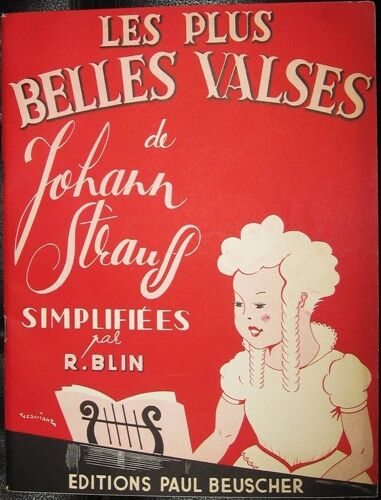 LES PLUS
BELLES VALSES
de
Johann
Strauss
SIMPLIFIÉES
par
R. BLIN
EDITIONS PAUL BEUSCHER